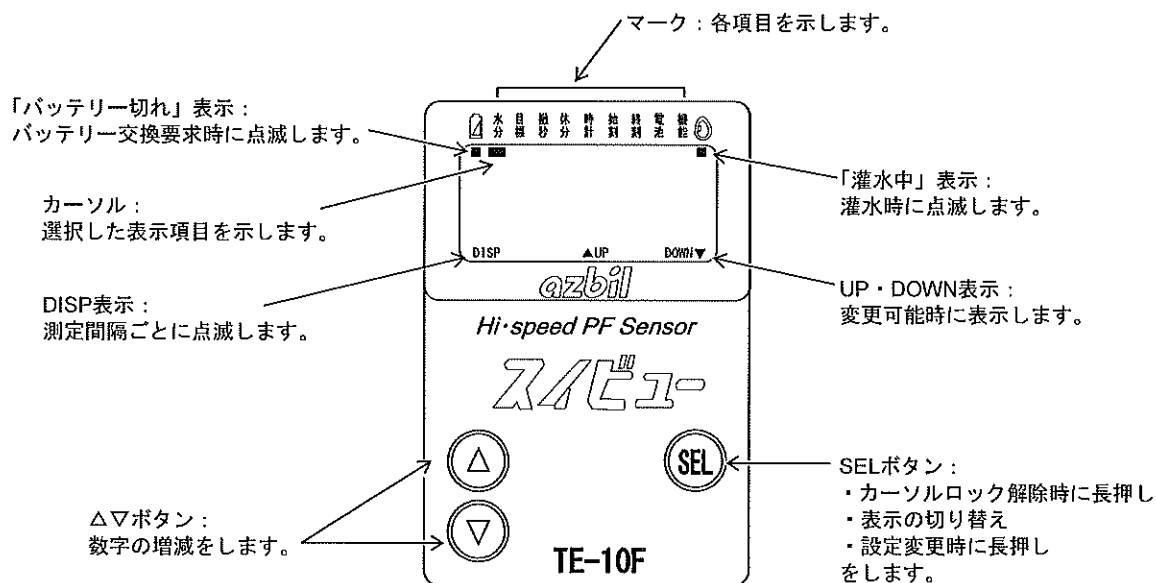 マーク：各項目を示します。
「バッテリー切れ」表示：
バッテリー交換要求時に点滅します。
水分 目標 微秒 休分 時計 始刻 終刻 電池 機能
カーソル：
選択した表示項目を示します。
「灌水中」表示：
灌水時に点滅します。
DISP ▲UP DOWN▼
DISP表示：
測定間隔ごとに点滅します。
UP・DOWN表示：
変更可能時に表示します。
azbil
Hi･speed PF Sensor
スイビュー
△
SEL
▽
△▽ボタン：
数字の増減をします。
SELボタン：
・カーソルロック解除時に長押し
・表示の切り替え
・設定変更時に長押し
をします。
TE-10F